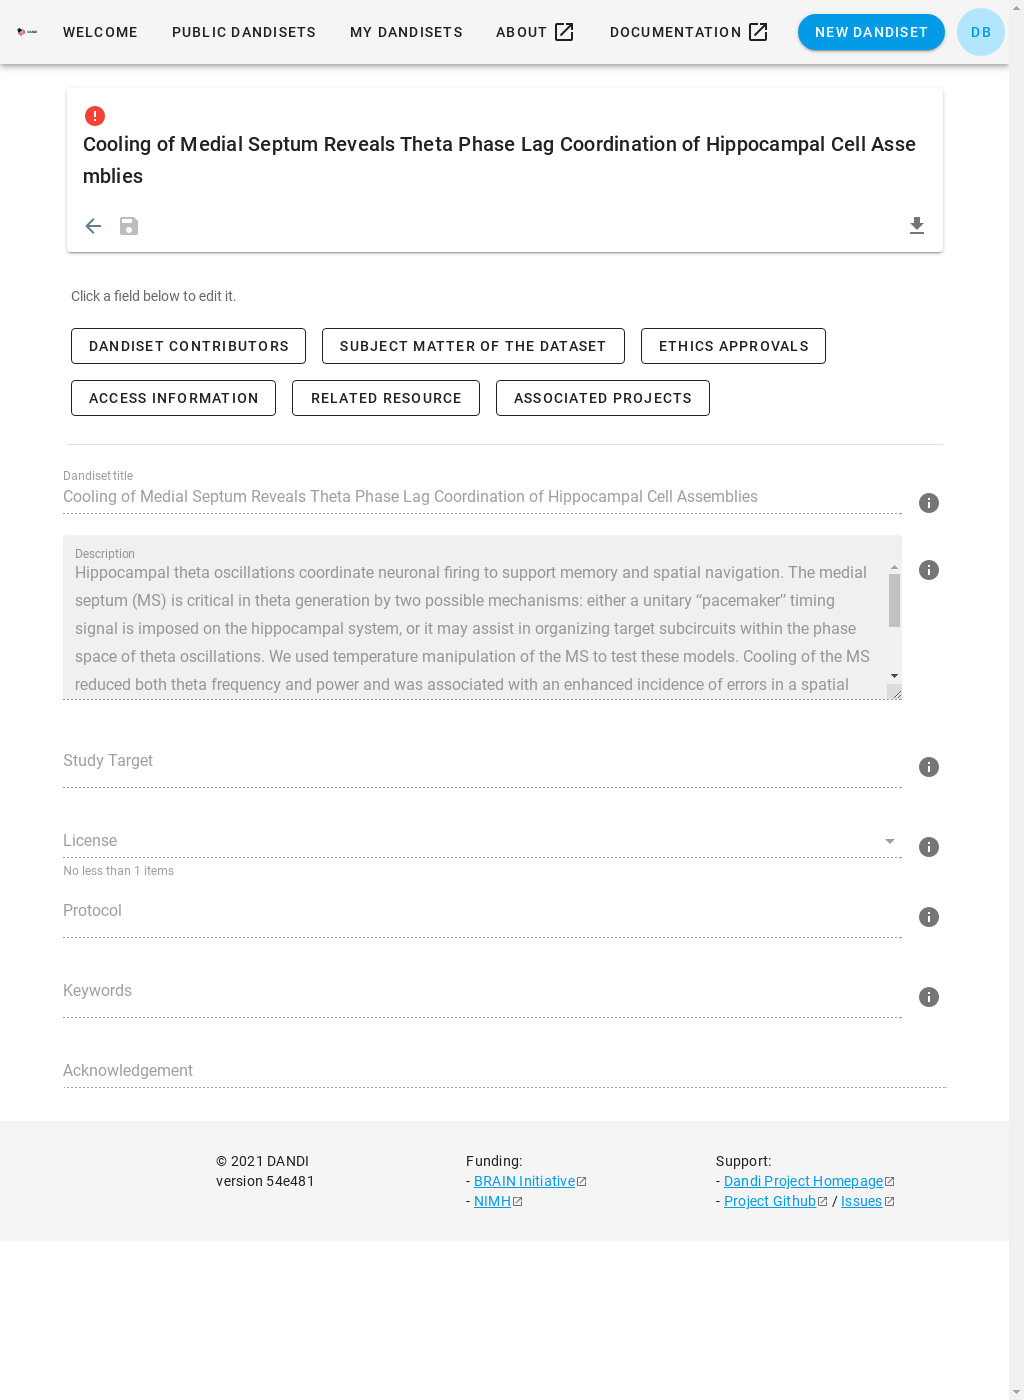 WELCOME PUBLIC DANDISETS MY DANDISETS ABOUT DOCUMENTATION NEW DANDISET DB
Cooling of Medial Septum Reveals Theta Phase Lag Coordination of Hippocampal Cell Asse
mblies
Click a field below to edit it.
DANDISET CONTRIBUTORS SUBJECT MATTER OF THE DATASET ETHICS APPROVALS
ACCESS INFORMATION RELATED RESOURCE ASSOCIATED PROJECTS
Dandiset title
Cooling of Medial Septum Reveals Theta Phase Lag Coordination of Hippocampal Cell Assemblies
Description
Hippocampal theta oscillations coordinate neuronal firing to support memory and spatial navigation. The medial
septum (MS) is critical in theta generation by two possible mechanisms: either a unitary “pacemaker” timing
signal is imposed on the hippocampal system, or it may assist in organizing target subcircuits within the phase
space of theta oscillations. We used temperature manipulation of the MS to test these models. Cooling of the MS
reduced both theta frequency and power and was associated with an enhanced incidence of errors in a spatial
Study Target
License
No less than 1 items
Protocol
Keywords
Acknowledgement
© 2021 DANDI
version 54e481
Funding:
- BRAIN Initiative
- NIMH
Support:
- Dandi Project Homepage
- Project Github / Issues